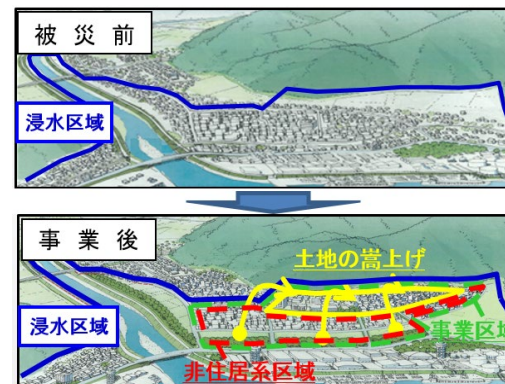 被災前
浸水区域
事業後
土地の嵩上げ
浸水区域
事業区域
非住居系区域